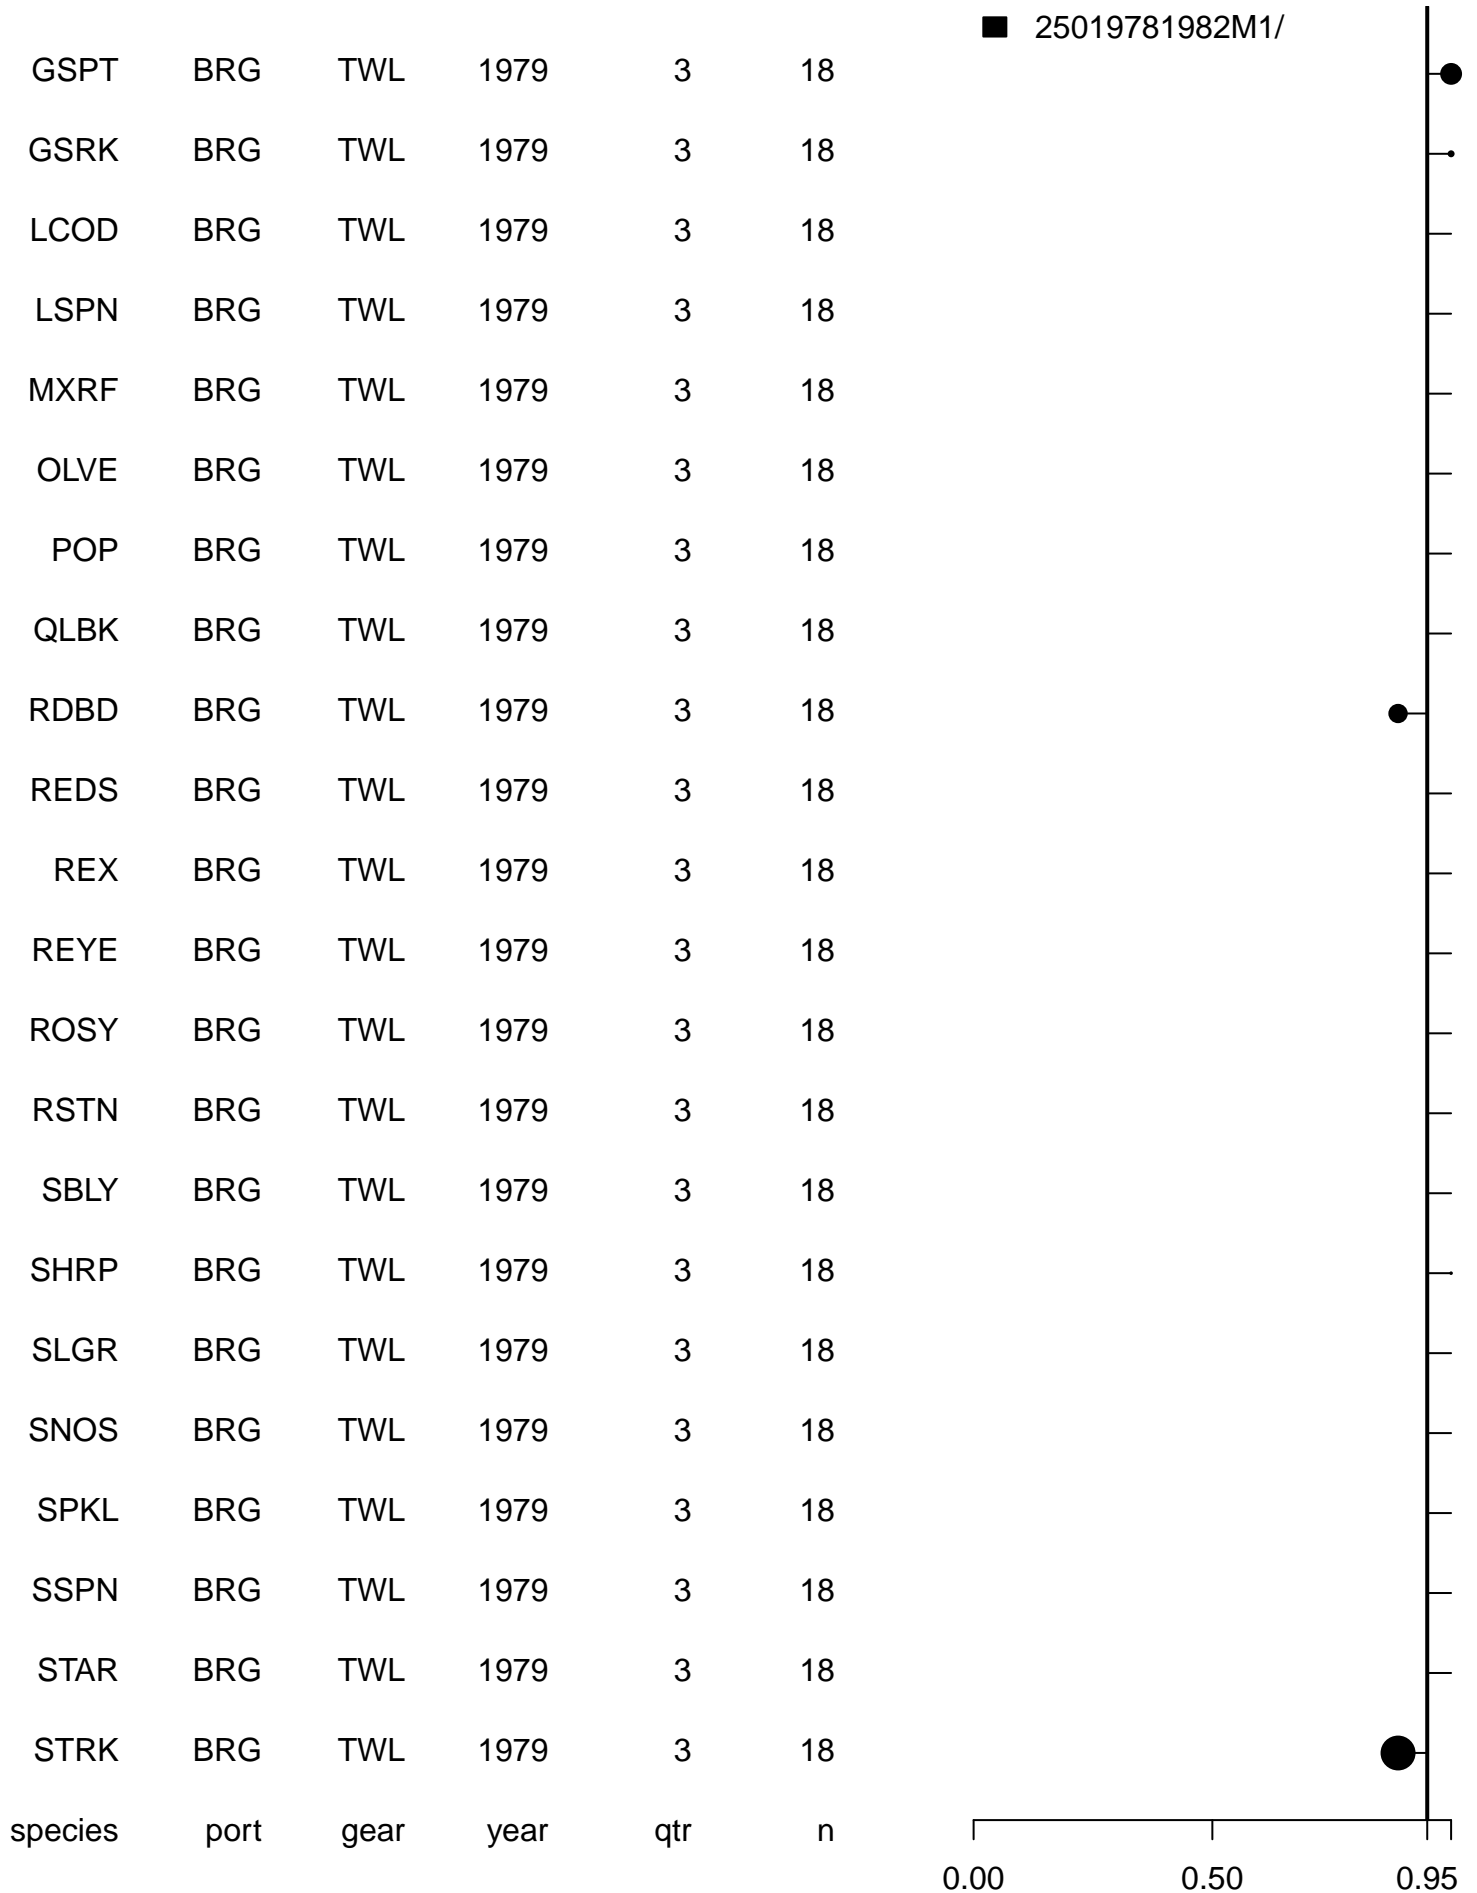 25019781982M1/
GSPT BRG TWL 1979 3 18
GSRK BRG TWL 1979 3 18
LCOD BRG TWL 1979 3 18
LSPN BRG TWL 1979 3 18
MXRF BRG TWL 1979 3 18
OLVE BRG TWL 1979 3 18
POP BRG TWL 1979 3 18
QLBK BRG TWL 1979 3 18
RDBD BRG TWL 1979 3 18
REDS BRG TWL 1979 3 18
REX BRG TWL 1979 3 18
REYE BRG TWL 1979 3 18
ROSY BRG TWL 1979 3 18
RSTN BRG TWL 1979 3 18
SBLY BRG TWL 1979 3 18
SHRP BRG TWL 1979 3 18
SLGR BRG TWL 1979 3 18
SNOS BRG TWL 1979 3 18
SPKL BRG TWL 1979 3 18
SSPN BRG TWL 1979 3 18
STAR BRG TWL 1979 3 18
STRK BRG TWL 1979 3 18
species port gear year qtr n
0.00 0.50 0.95